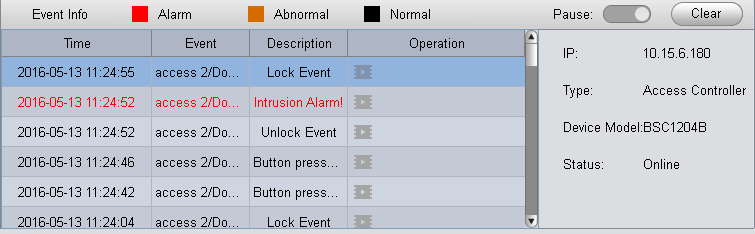 Event Info Alarm Abnormal Normal Pause: Clear
Time Event Description Operation
2016-05-13 11:24:55 access 2/Do... Lock Event
2016-05-13 11:24:52 access 2/Do... Intrusion Alarm!
2016-05-13 11:24:52 access 2/Do... Unlock Event
2016-05-13 11:24:46 access 2/Do... Button press...
2016-05-13 11:24:42 access 2/Do... Button press...
2016-05-13 11:24:04 access 2/Do... Lock Event
IP: 10.15.6.180
Type: Access Controller
Device Model:BSC1204B
Status: Online